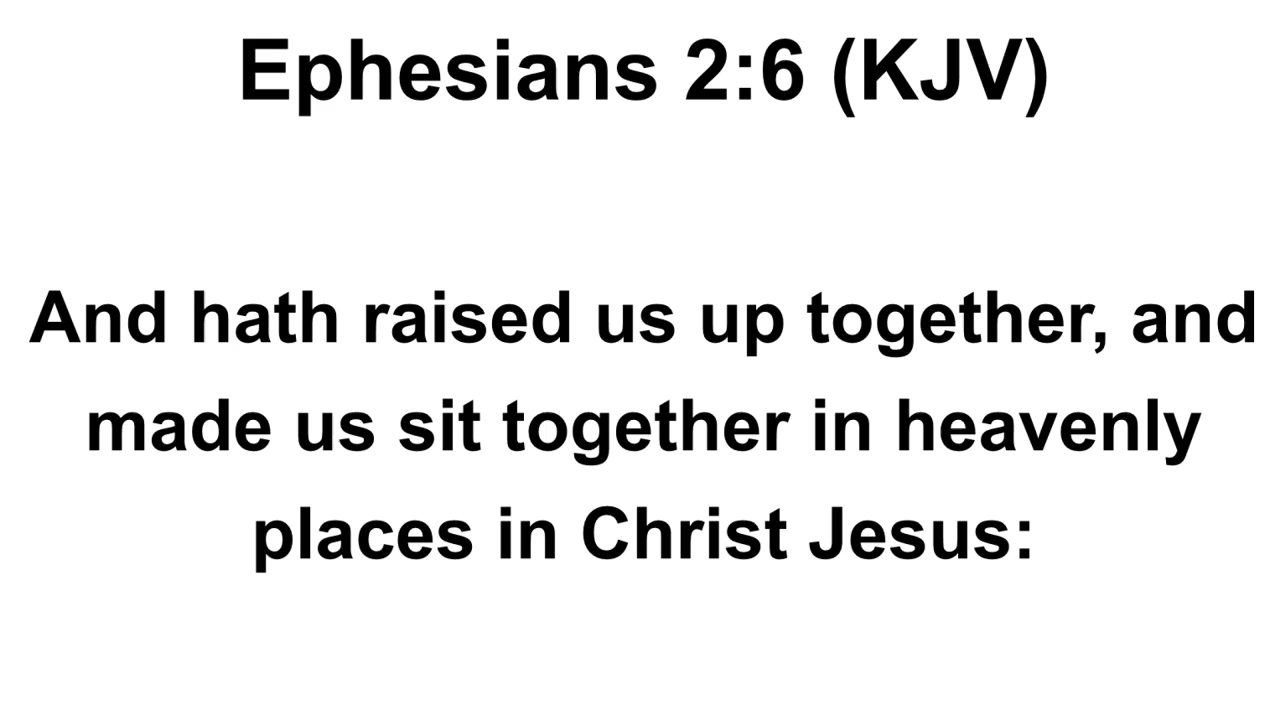 Ephesians 2:6 (KJV)
And hath raised us up together, and
made us sit together in heavenly
places in Christ Jesus: